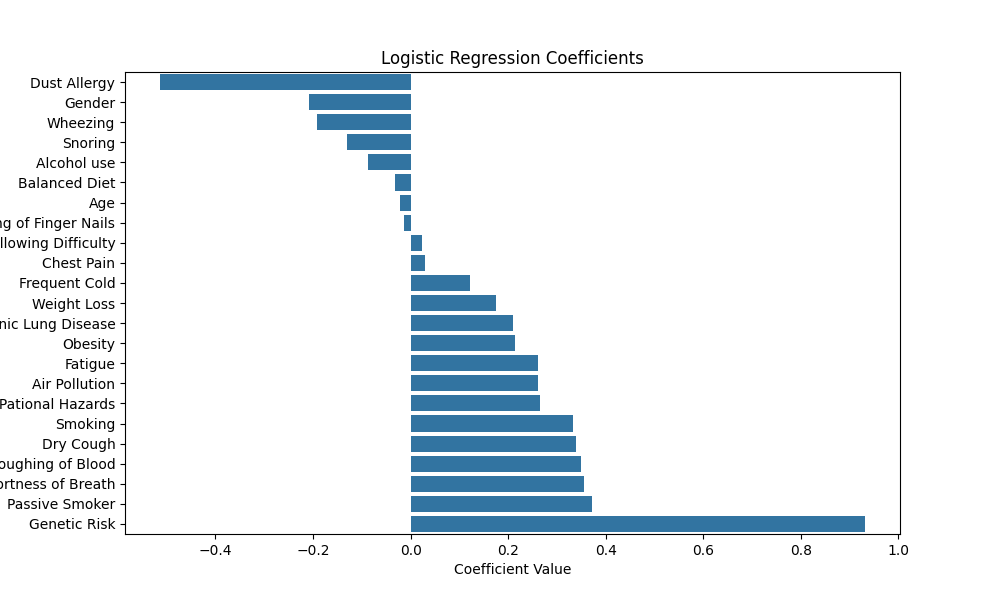 Logistic Regression Coefficients
Dust Allergy
Gender
Wheezing
Snoring
Alcohol use
Balanced Diet
Age
ng of Finger Nails
llowing Difficulty
Chest Pain
Frequent Cold
Weight Loss
nic Lung Disease
Obesity
Fatigue
Air Pollution
Pational Hazards
Smoking
Dry Cough
oughing of Blood
ortness of Breath
Passive Smoker
Genetic Risk
−0.4 −0.2 0.0 0.2 0.4 0.6 0.8 1.0
Coefficient Value